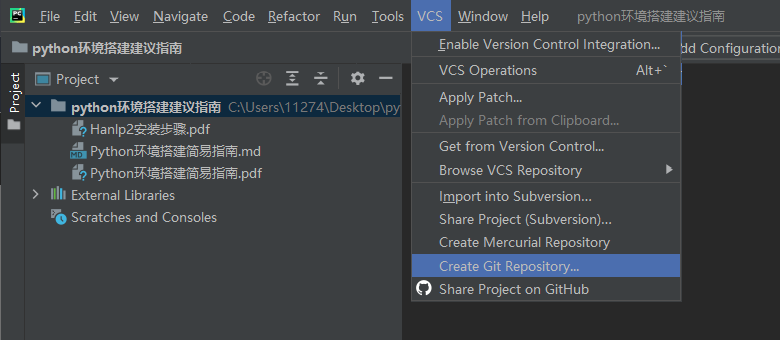 PC File Edit View Navigate Code Refactor Run Tools VCS Window Help python环境搭建建议指南
python环境搭建建议指南
dd Configuration
Project
Project
python环境搭建建议指南 C:\Users\11274\Desktop\py
Hanlp2安装步骤.pdf
MD Python环境搭建简易指南.md
Python环境搭建简易指南.pdf
External Libraries
Scratches and Consoles
Enable Version Control Integration...
VCS Operations Alt+`
Apply Patch...
Apply Patch from Clipboard...
Get from Version Control...
Browse VCS Repository
Import into Subversion...
Share Project (Subversion)...
Create Mercurial Repository
Create Git Repository...
Share Project on GitHub